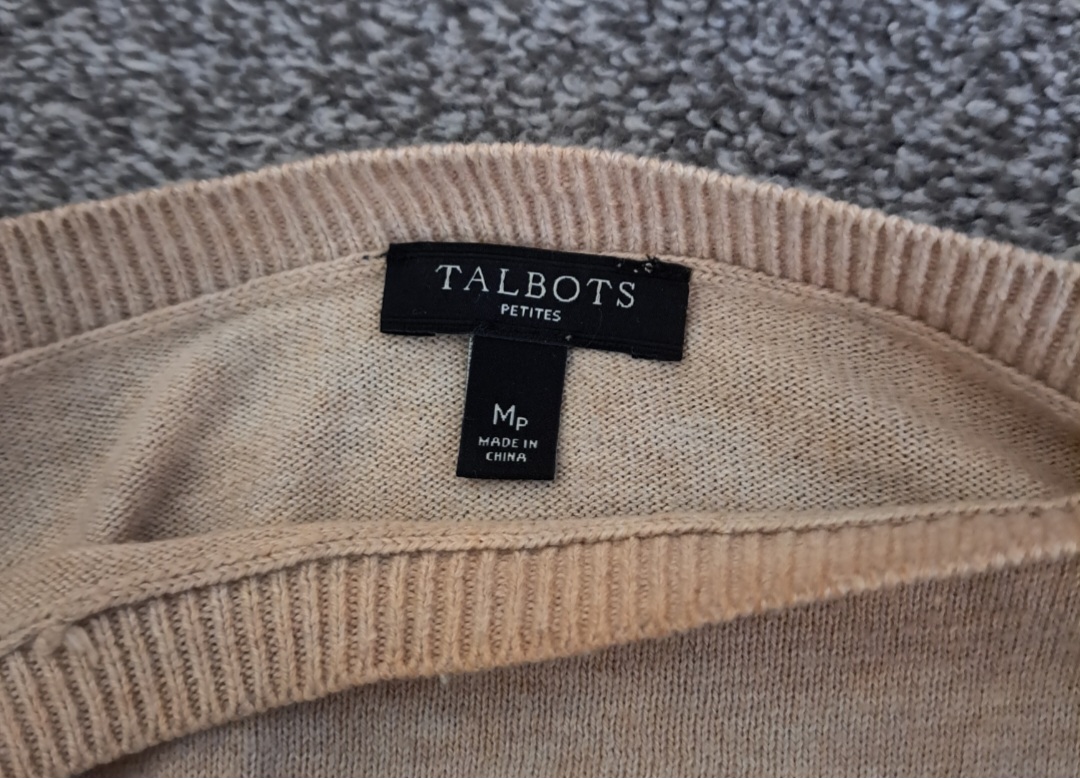 TALBOTS
PETITES
MP
MADE IN
CHINA